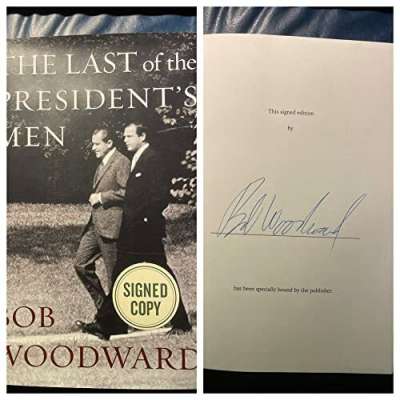 THE LAST of the
PRESIDENT'S
MEN
SIGNED
COPY
BOB
WOODWARD
This signed edition
by
Bob Woodward
has been specially bound by the publisher.